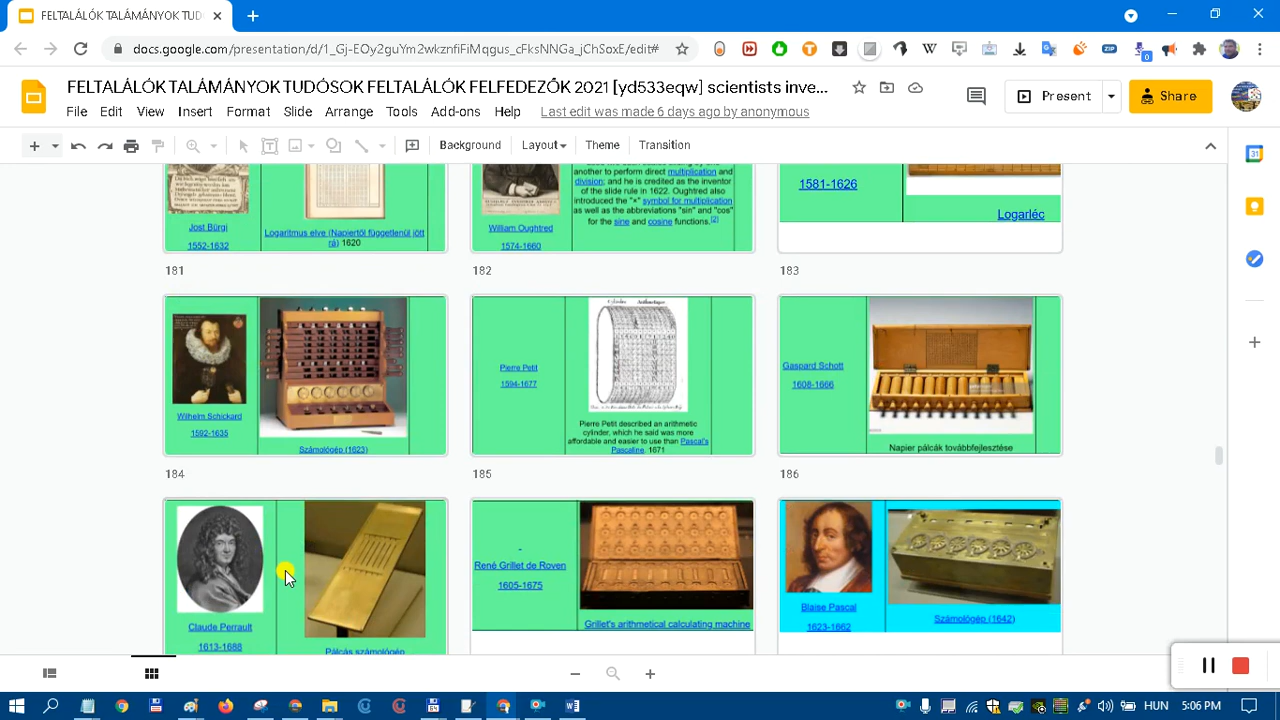 FELTALÁLÓK TALÁMÁNYOK TUD
docs.google.com/presentation/d/1_Gj-EOy2guYm2wkznfiFiMqgus_cFksNNGa_jChSoxE/edit#
FELTALÁLÓK TALÁMÁNYOK TUDÓSOK FELTALÁLÓK FELFEDEZŐK 2021 [yd533eqw] scientists inve...
File Edit View Insert Format Slide Arrange Tools Add-ons Help Last edit was made 6 days ago by anonymous
Present
Share
Background Layout Theme Transition
Jost Bürgi
1552-1632
Logaritmus elve (Napiertől függetlenül jött
rá) 1620
181
another to perform direct multiplication and
division; and he is credited as the inventor
of the slide rule in 1622. Oughtred also
introduced the "×" symbol for multiplication
as well as the abbreviations "sin" and "cos"
for the sine and cosine functions.[2]
William Oughtred
1574-1660
182
1581-1626
Logarléc
183
Wilhelm Schickard
1592-1635
Számológép (1623)
184
Pierre Petit
1594-1677
Pierre Petit described an arithmetic
cylinder, which he said was more
affordable and easier to use than Pascal's
Pascaline. 1671
185
Gaspard Schott
1608-1666
Napier pálcák továbbfejlesztése
186
Claude Perrault
1613-1688
Pálcás számológép
René Grillet de Roven
1605-1675
Grillet's arithmetical calculating machine
Blaise Pascal
1623-1662
Számológép (1642)
HUN 5:06 PM